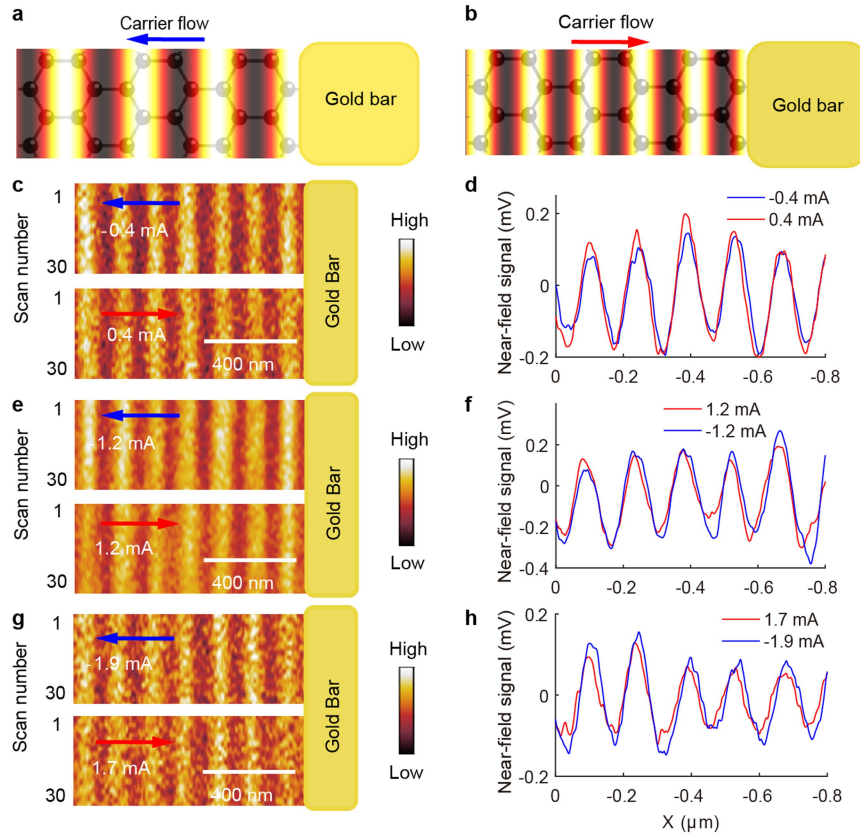 a
Carrier flow
Gold bar
b
Carrier flow
Gold bar
c
Scan number
1
30
-0.4 mA
1
30
0.4 mA
400 nm
Gold Bar
High
Low
d
Near-field signal (mV)
0.2
0
-0.2
-0.4 mA
0.4 mA
0 -0.2 -0.4 -0.6 -0.8
e
Scan number
1
30
-1.2 mA
1
30
1.2 mA
400 nm
Gold Bar
High
Low
f
Near-field signal (mV)
0.2
0
-0.2
-0.4
1.2 mA
-1.2 mA
0 -0.2 -0.4 -0.6 -0.8
g
Scan number
1
30
-1.9 mA
1
30
1.7 mA
400 nm
Gold Bar
High
Low
h
Near-field signal (mV)
0.2
0
-0.2
1.7 mA
-1.9 mA
0 -0.2 -0.4 -0.6 -0.8
X (μm)